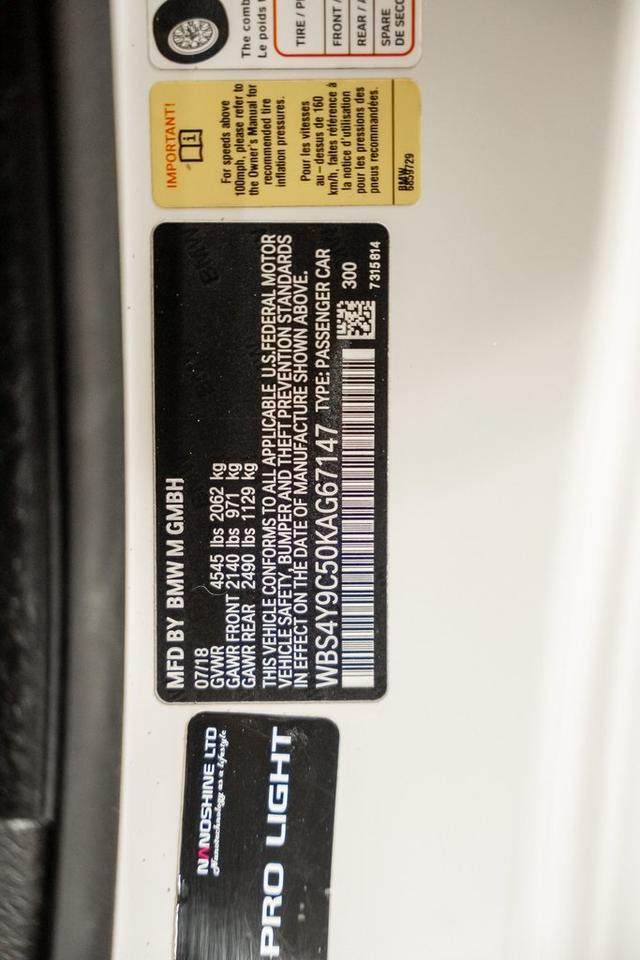 The comb
Le poids t
TIRE / P
FRONT /
REAR /
SPARE
DE SECO
IMPORTANT!
For speeds above
100mph, please refer to
the Owner's Manual for
recommended tire
inflation pressures.
Pour les vitesses
au-dessus de 160
km/h, faites référence à
la notice d'utilisation
pour les pressions des
pneus recommandées.
BMW
6859729
MFD BY BMW M GMBH
07/18
GVWR 4545 lbs 2062 kg
GAWR FRONT 2140 lbs 971 kg
GAWR REAR 2490 lbs 1129 kg
THIS VEHICLE CONFORMS TO ALL APPLICABLE U.S.FEDERAL MOTOR
VEHICLE SAFETY, BUMPER AND THEFT PREVENTION STANDARDS
IN EFFECT ON THE DATE OF MANUFACTURE SHOWN ABOVE.
WBS4Y9C50KAG67147 TYPE: PASSENGER CAR
300
7315814
NANOSHINE LTD
Nanotechnology as a lifestyle
PRO LIGHT